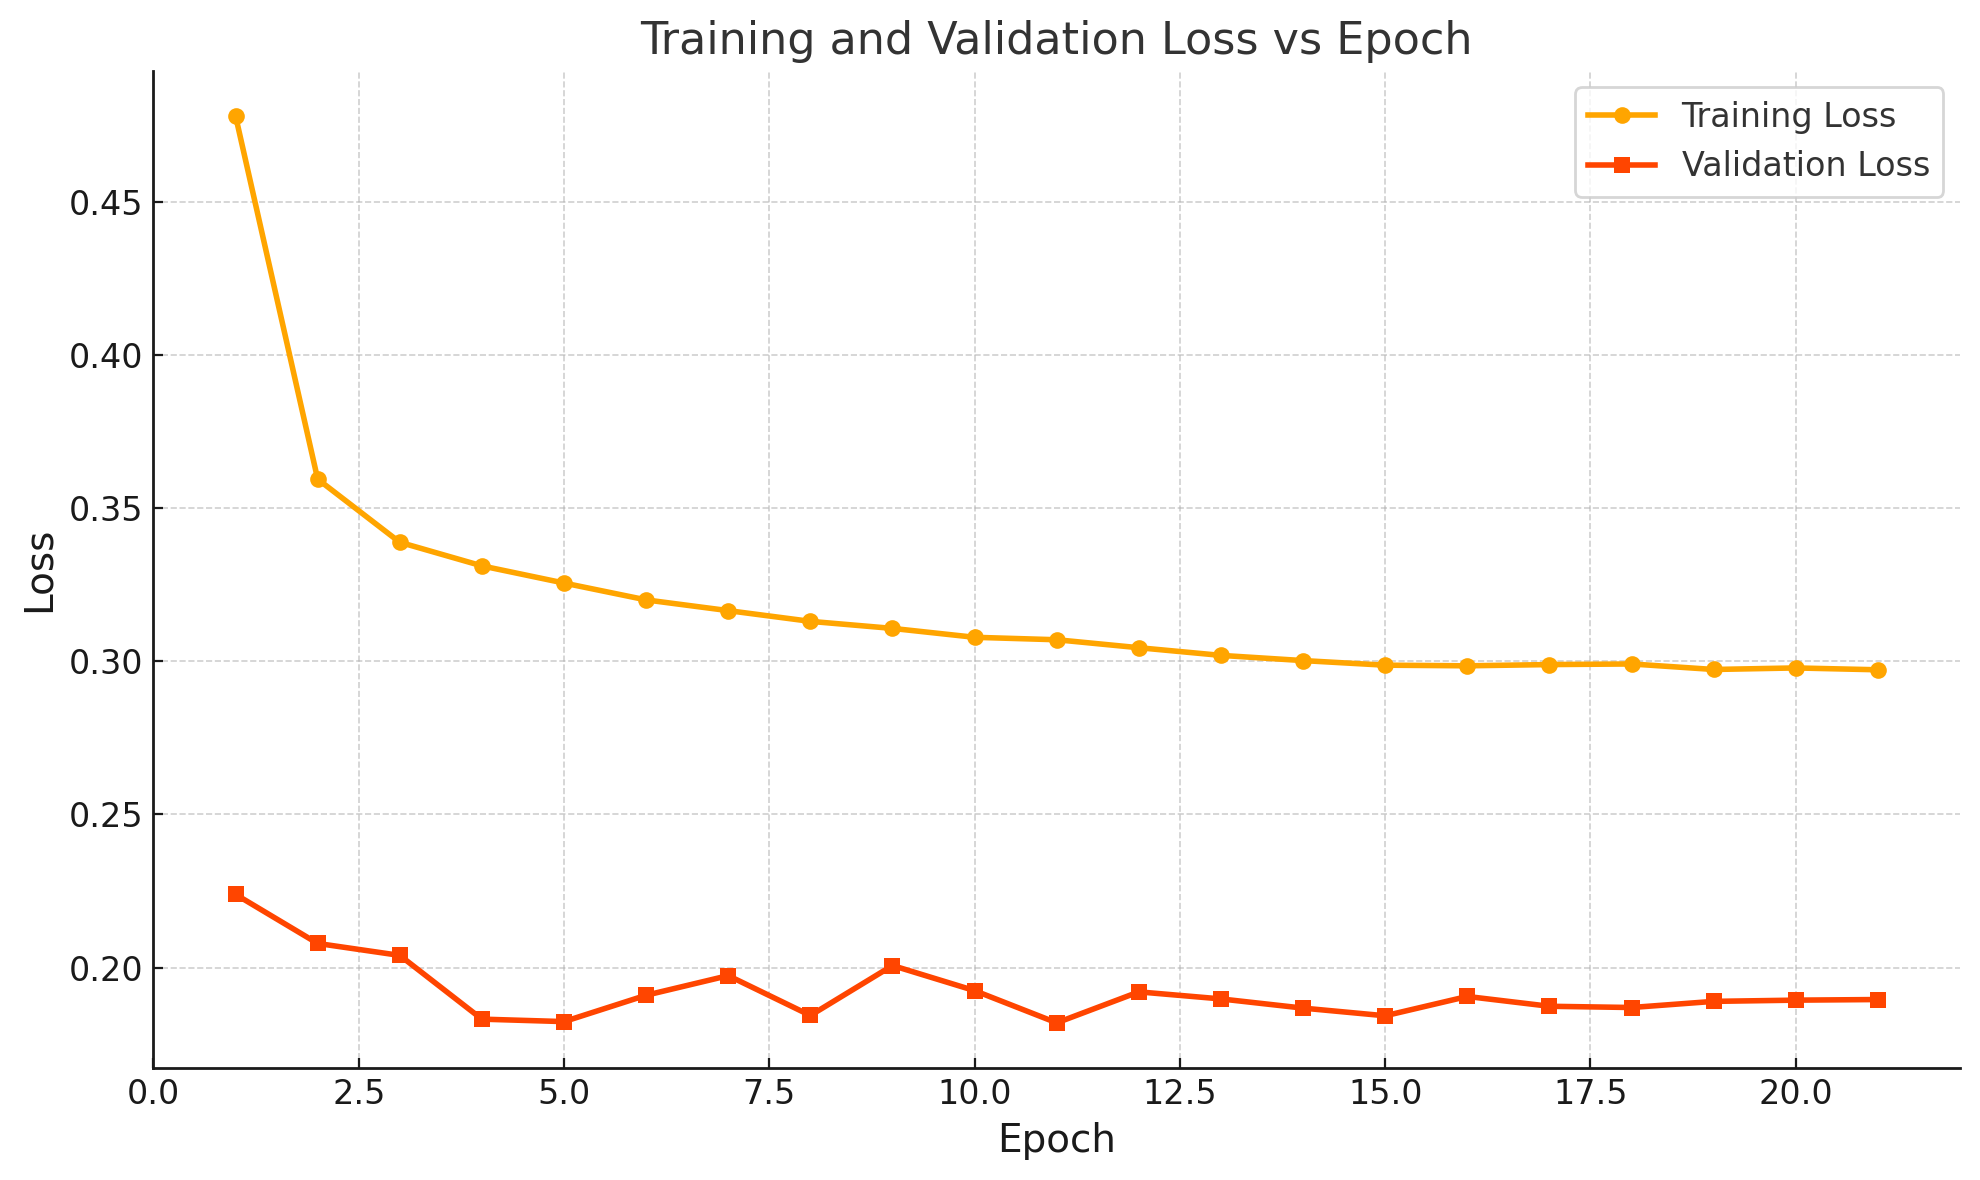 Training and Validation Loss vs Epoch
Training Loss
Validation Loss
0.45
0.40
0.35
0.30
0.25
0.20
Loss
0.0 2.5 5.0 7.5 10.0 12.5 15.0 17.5 20.0
Epoch